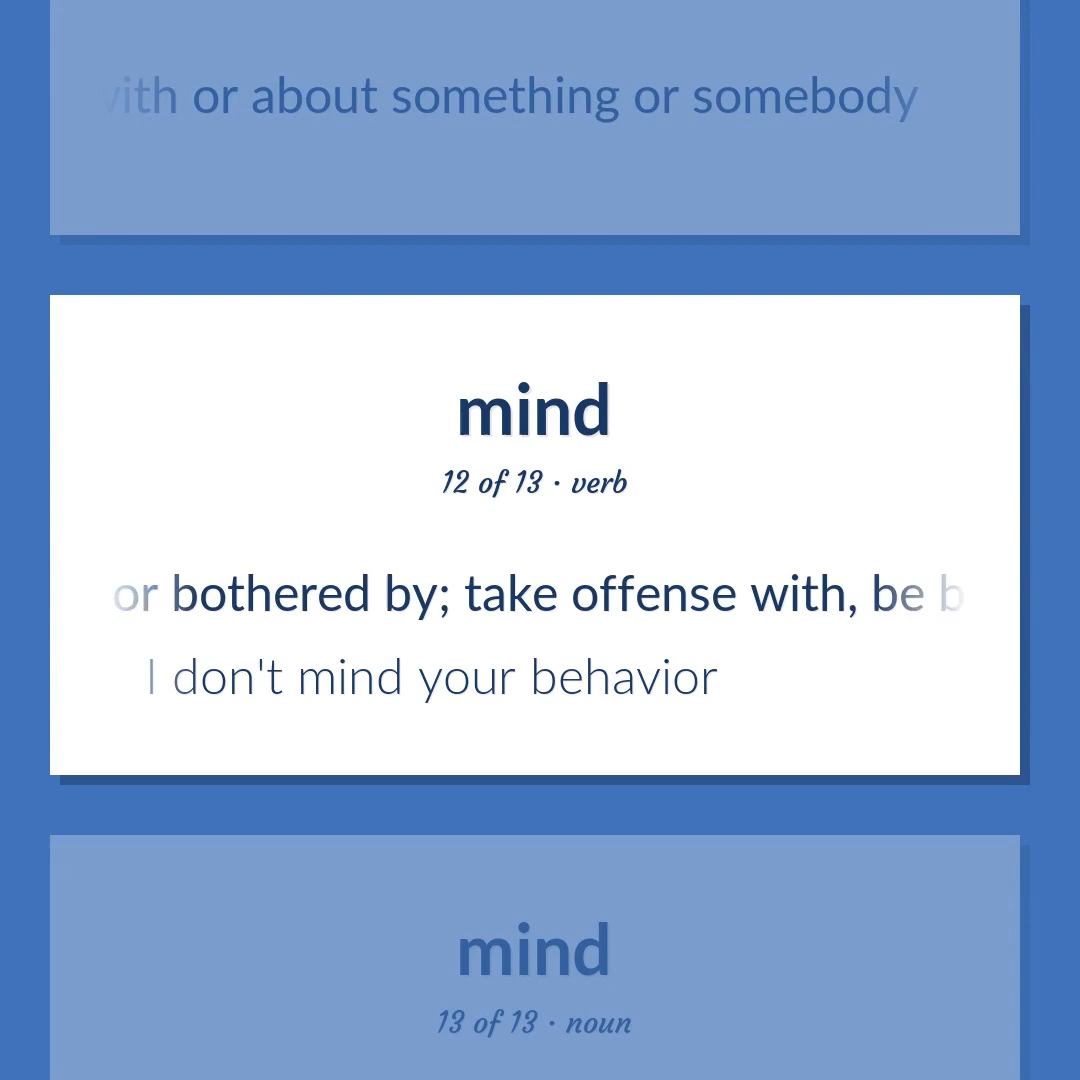 or about something or somebody
mind
12 of 13 · verb
or bothered by; take offense with, be
I don't mind your behavior
mind
13 of 13 · noun